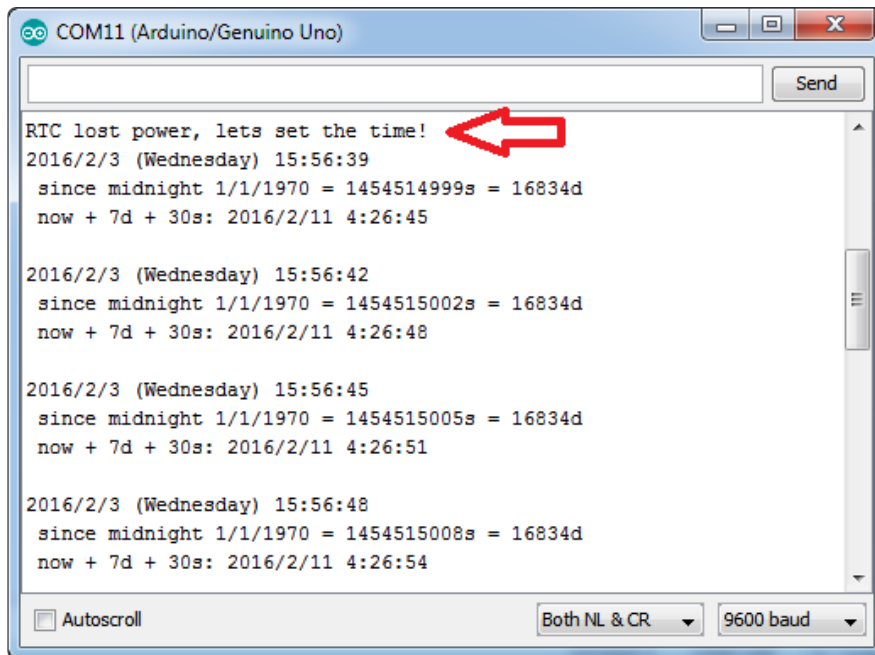 COM11 (Arduino/Genuino Uno)
Send
RTC lost power, lets set the time!
2016/2/3 (Wednesday) 15:56:39
 since midnight 1/1/1970 = 1454514999s = 16834d
 now + 7d + 30s: 2016/2/11 4:26:45

2016/2/3 (Wednesday) 15:56:42
 since midnight 1/1/1970 = 1454515002s = 16834d
 now + 7d + 30s: 2016/2/11 4:26:48

2016/2/3 (Wednesday) 15:56:45
 since midnight 1/1/1970 = 1454515005s = 16834d
 now + 7d + 30s: 2016/2/11 4:26:51

2016/2/3 (Wednesday) 15:56:48
 since midnight 1/1/1970 = 1454515008s = 16834d
 now + 7d + 30s: 2016/2/11 4:26:54
Autoscroll Both NL & CR 9600 baud